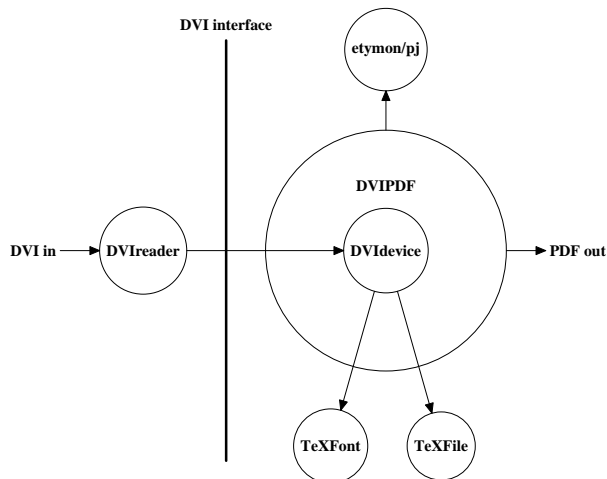 DVI interface
etymon/pj
DVIPDF
DVI in
DVIreader
DVIdevice
PDF out
TeXFont
TeXFile